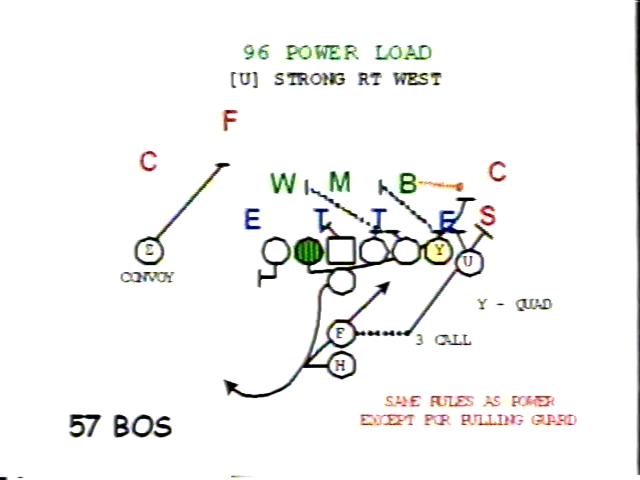 96 POWER LOAD
[U] STRONG RT WEST
F
C
C
W M B
E T T E S
Σ
Y
U
CONVOY
Y - QUAD
F
3 CALL
H
SAME RULES AS POWER
EXCEPT FOR PULLING GUARD
57 BOS